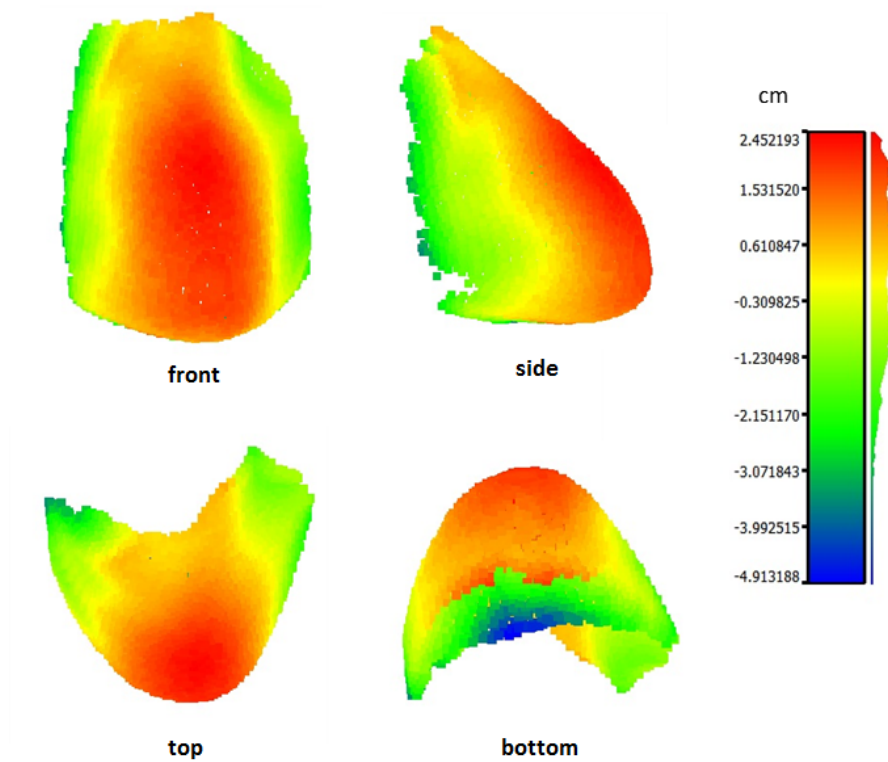 cm
2.452193
1.531520
0.610847
-0.309825
-1.230498
-2.151170
-3.071843
-3.992515
-4.913188
front
side
top
bottom